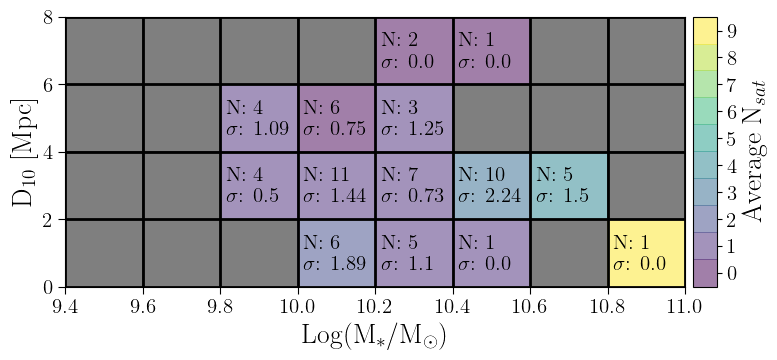 8
6
4
2
0
D₁₀ [Mpc]
N: 2
σ: 0.0
N: 1
σ: 0.0
N: 4
σ: 1.09
N: 6
σ: 0.75
N: 3
σ: 1.25
N: 4
σ: 0.5
N: 11
σ: 1.44
N: 7
σ: 0.73
N: 10
σ: 2.24
N: 5
σ: 1.5
N: 6
σ: 1.89
N: 5
σ: 1.1
N: 1
σ: 0.0
N: 1
σ: 0.0
9.4 9.6 9.8 10.0 10.2 10.4 10.6 10.8 11.0
Log(M*/M☉)
9
8
7
6
5
4
3
2
1
0
Average N_sat